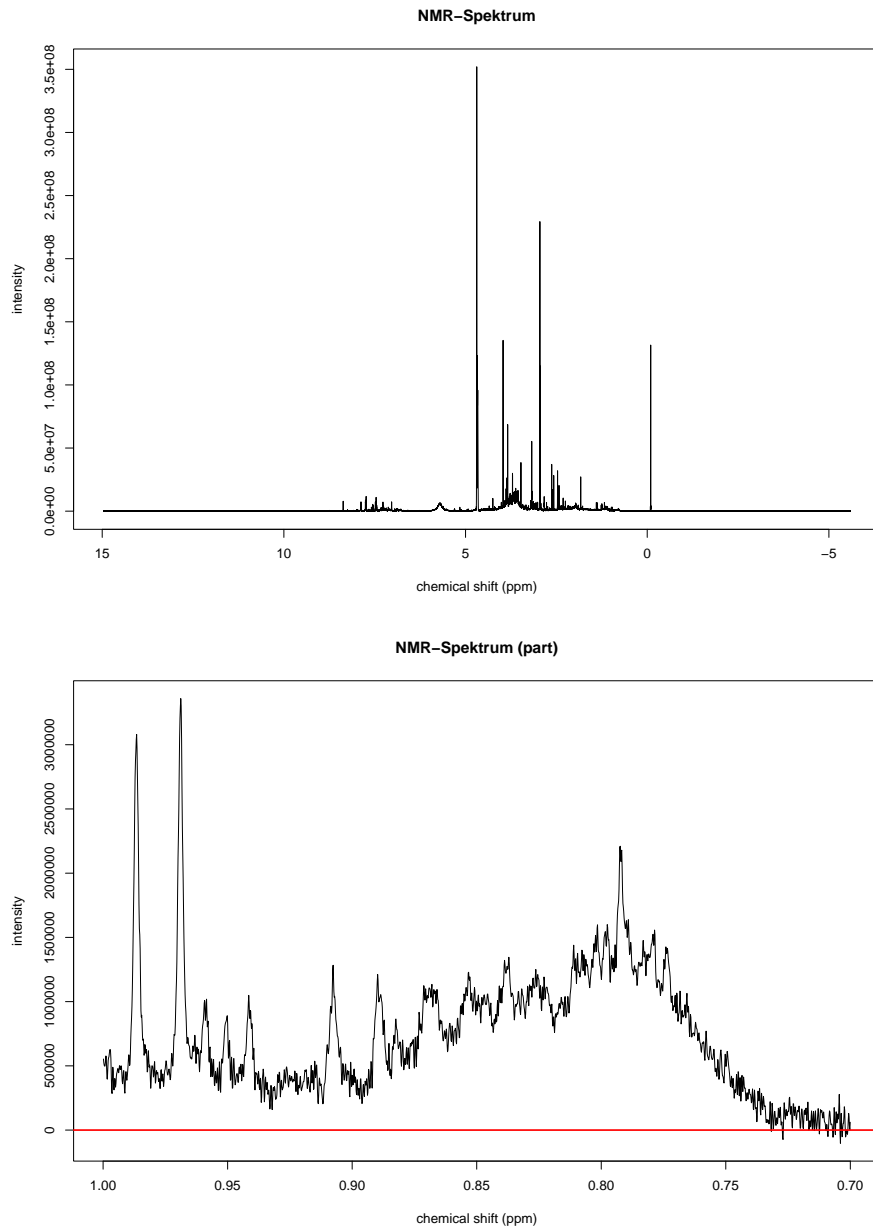 NMR−Spektrum
intensity
0.0e+00 5.0e+07 1.0e+08 1.5e+08 2.0e+08 2.5e+08 3.0e+08 3.5e+08
15 10 5 0 −5
chemical shift (ppm)
NMR−Spektrum (part)
intensity
0 500000 1000000 1500000 2000000 2500000 3000000
1.00 0.95 0.90 0.85 0.80 0.75 0.70
chemical shift (ppm)